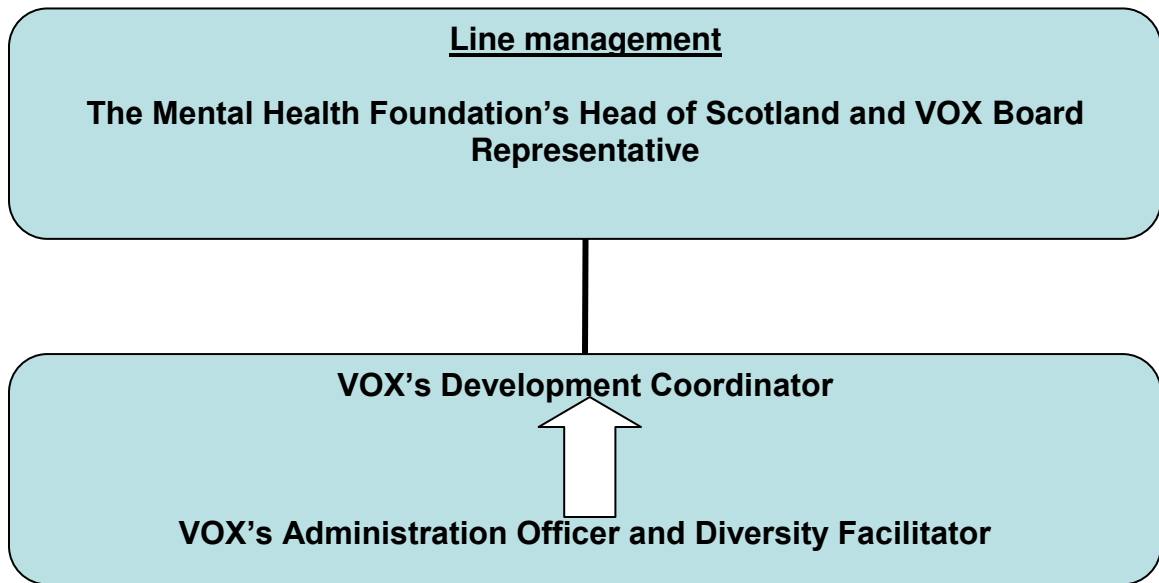 Line management
The Mental Health Foundation’s Head of Scotland and VOX Board
Representative
VOX’s Development Coordinator
VOX’s Administration Officer and Diversity Facilitator